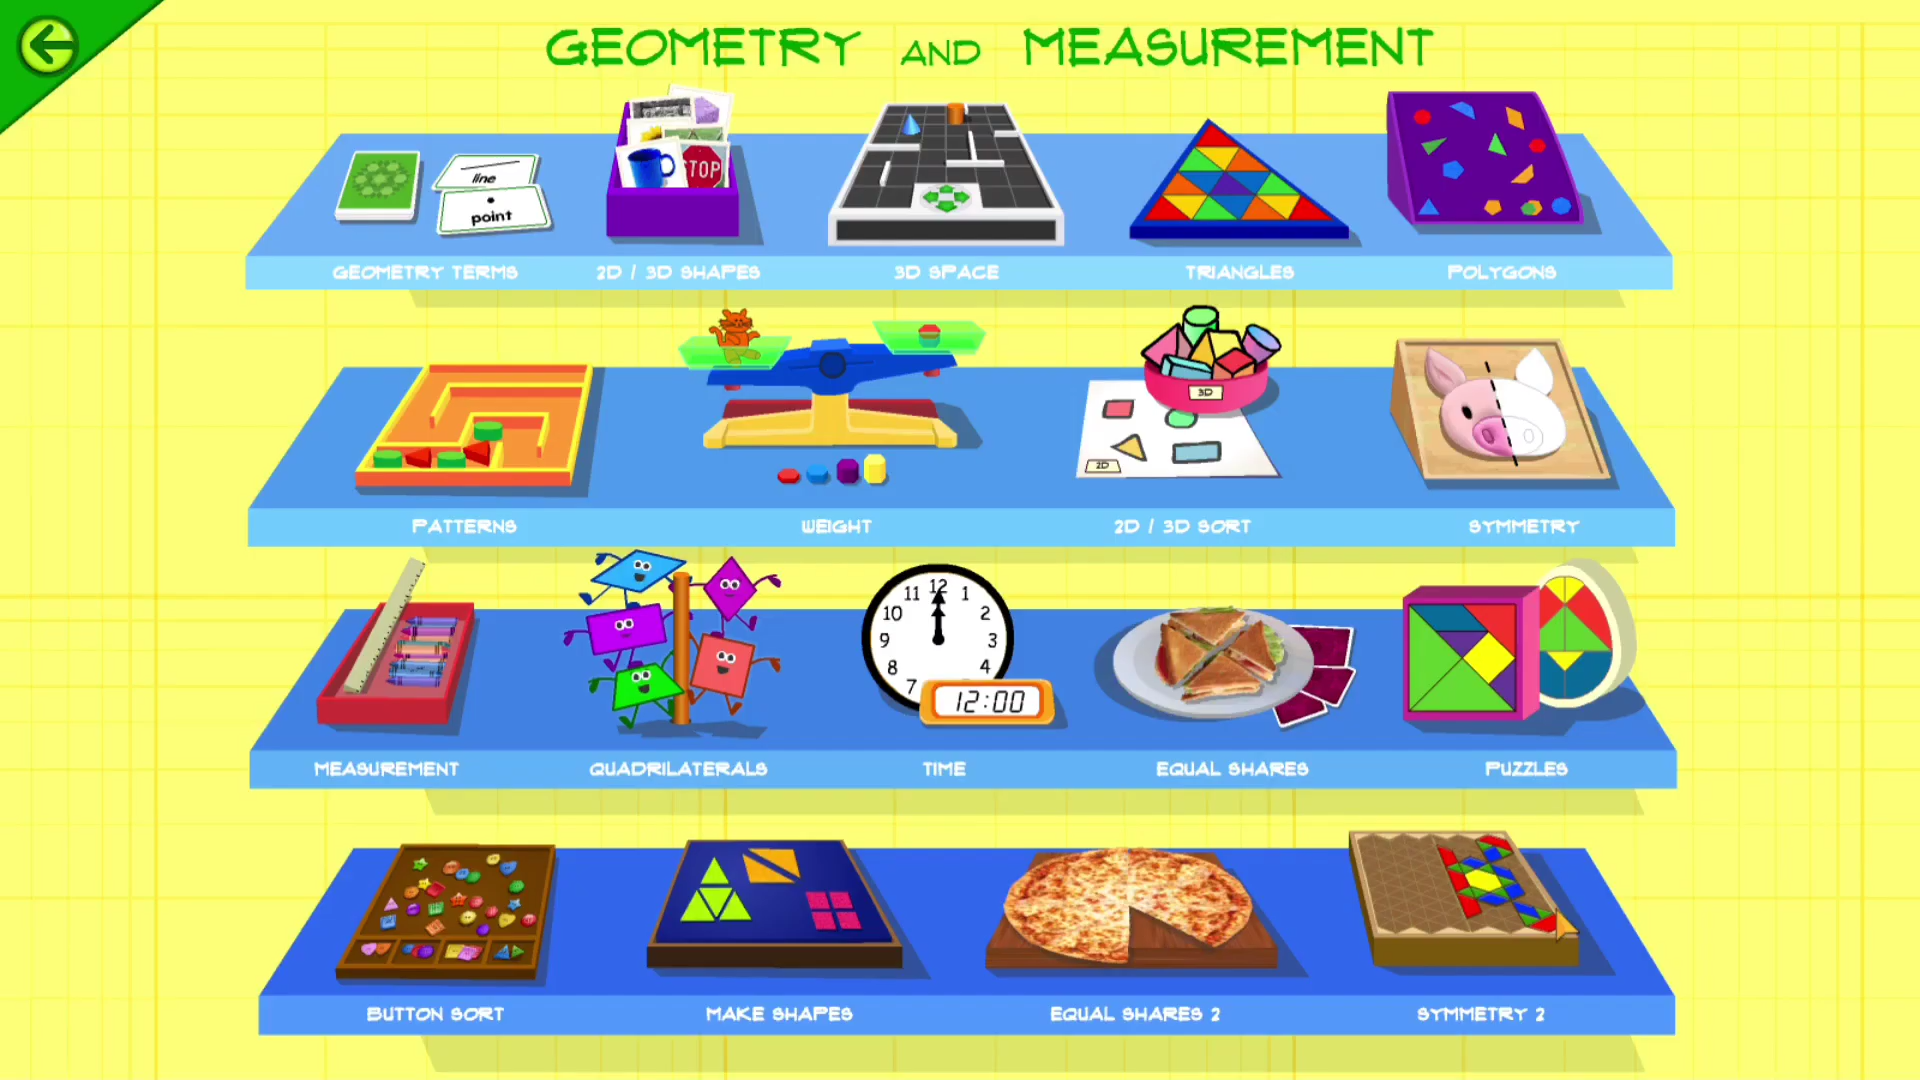 GEOMETRY AND MEASUREMENT
line
point
STOP
GEOMETRY TERMS
2D / 3D SHAPES
3D SPACE
TRIANGLES
POLYGONS
3D
2D
PATTERNS
WEIGHT
2D / 3D SORT
SYMMETRY
11 12 1
10 2
9 3
8 4
7
12:00
MEASUREMENT
QUADRILATERALS
TIME
EQUAL SHARES
PUZZLES
BUTTON SORT
MAKE SHAPES
EQUAL SHARES 2
SYMMETRY 2